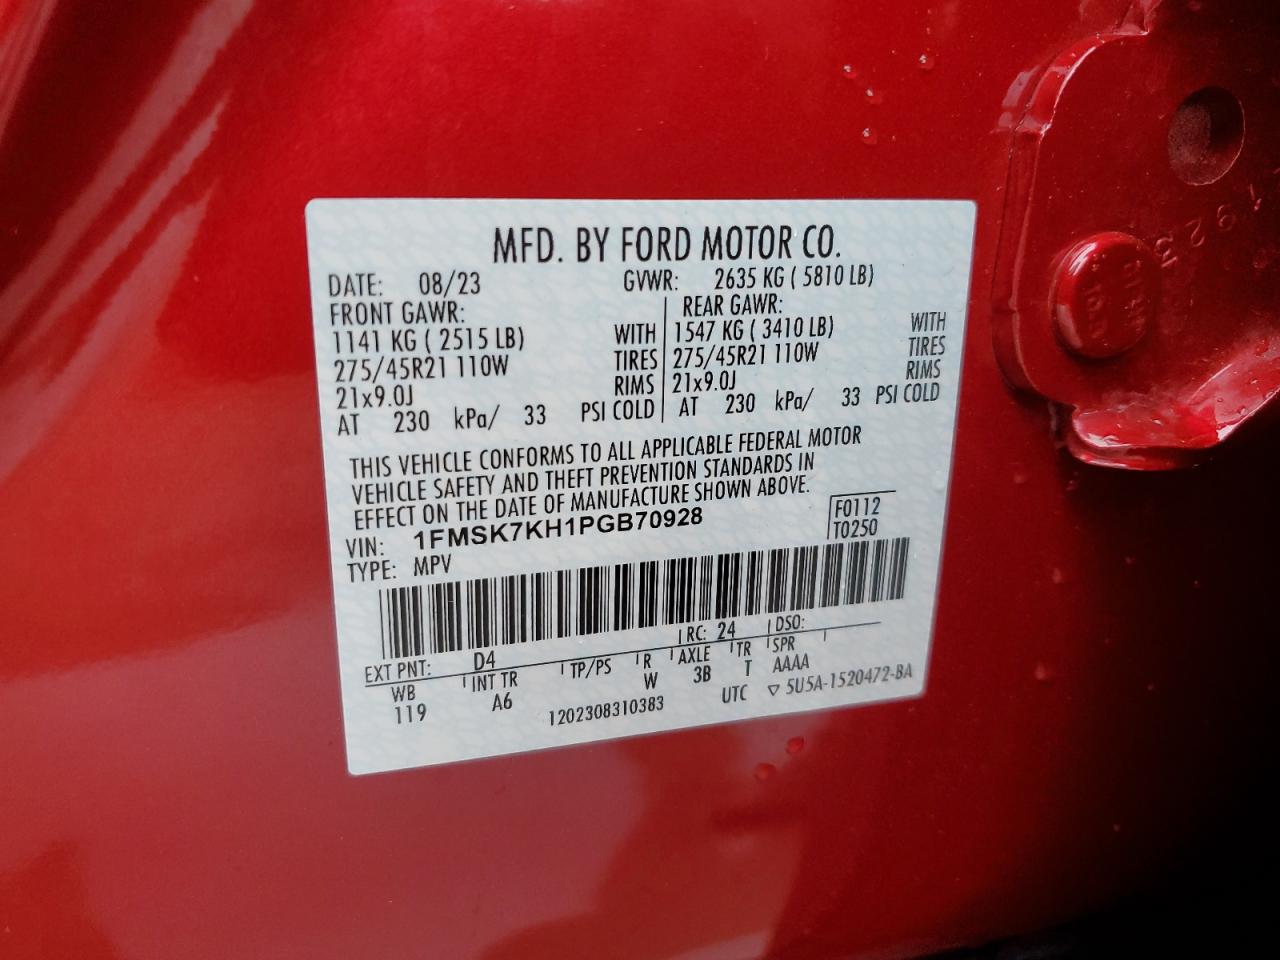 MFD. BY FORD MOTOR CO.
DATE: 08/23 GVWR: 2635 KG ( 5810 LB)
FRONT GAWR: REAR GAWR:
1141 KG ( 2515 LB) WITH 1547 KG ( 3410 LB) WITH
275/45R21 110W TIRES 275/45R21 110W TIRES
21x9.0J RIMS 21x9.0J RIMS
AT 230 kPa/ 33 PSI COLD AT 230 kPa/ 33 PSI COLD
THIS VEHICLE CONFORMS TO ALL APPLICABLE FEDERAL MOTOR
VEHICLE SAFETY AND THEFT PREVENTION STANDARDS IN
EFFECT ON THE DATE OF MANUFACTURE SHOWN ABOVE.
VIN: 1FMSK7KH1PGB70928 F0112
TYPE: MPV T0250
EXT PNT: D4 RC: 24 DSO:
WB INT TR TP/PS R AXLE TR SPR
119 A6 W 3B T AAAA
1202308310383 UTC ▽ 5U5A-1520472-BA